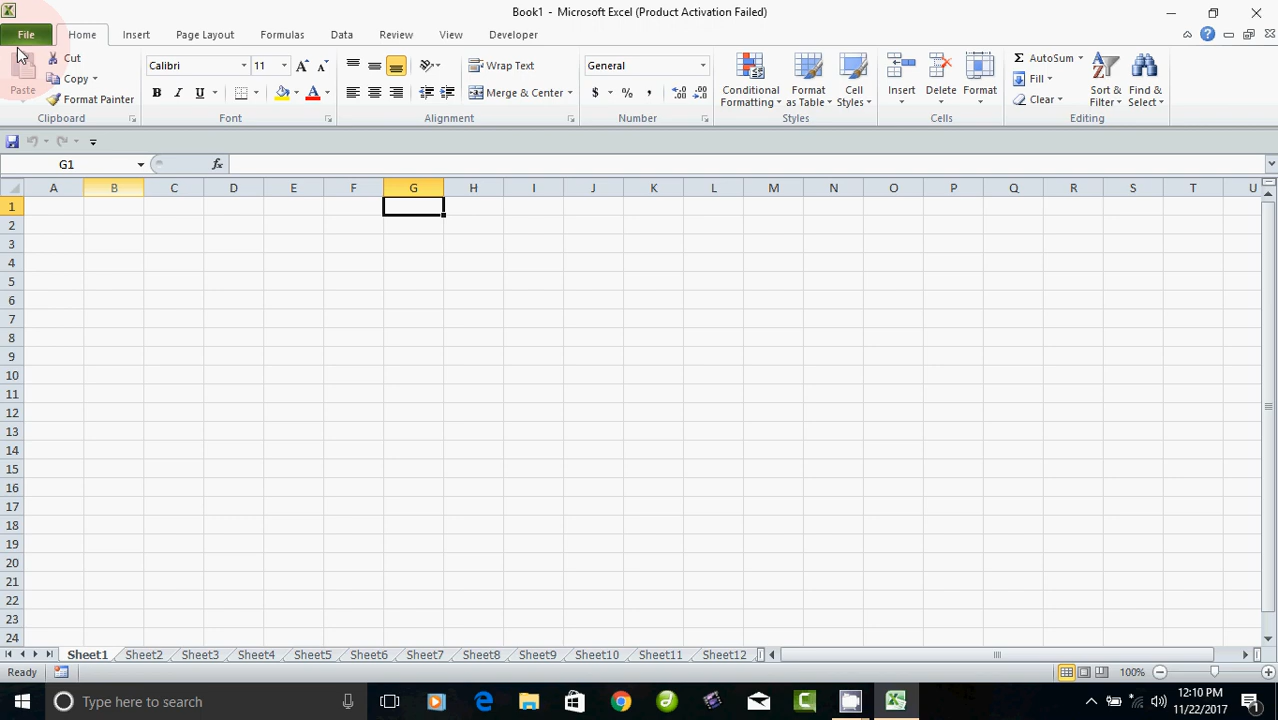 Book1 - Microsoft Excel (Product Activation Failed)
File Home Insert Page Layout Formulas Data Review View Developer
Cut Calibri 11 Wrap Text General AutoSum
Copy Fill
Paste Format Painter B I U A Merge & Center $ % , Conditional Formatting Format as Table Cell Styles Insert Delete Format Clear Sort & Filter Find & Select
Clipboard Font Alignment Number Styles Cells Editing
G1 fx
A B C D E F G H I J K L M N O P Q R S T U
1
2
3
4
5
6
7
8
9
10
11
12
13
14
15
16
17
18
19
20
21
22
23
24
Sheet1 Sheet2 Sheet3 Sheet4 Sheet5 Sheet6 Sheet7 Sheet8 Sheet9 Sheet10 Sheet11 Sheet12
Ready 100%
Type here to search 12:10 PM
11/22/2017 1